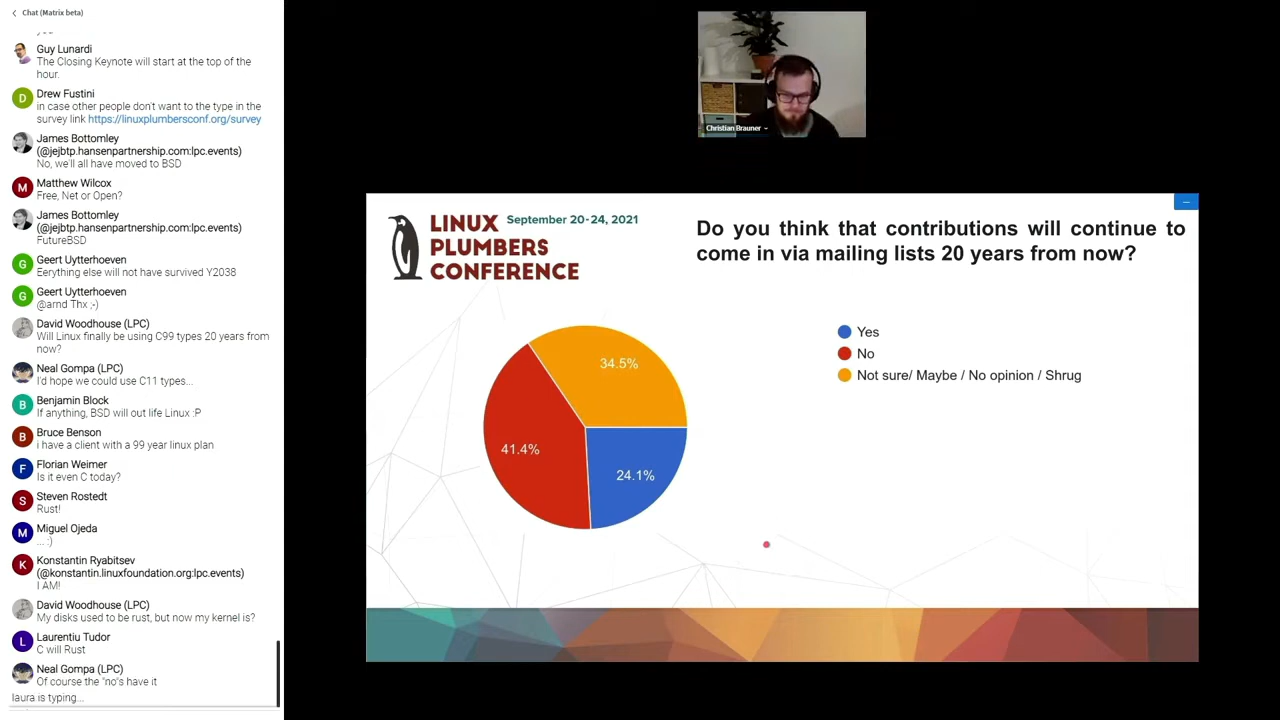 Chat (Matrix beta)
you
Guy Lunardi
The Closing Keynote will start at the top of the
hour.
D
Drew Fustini
in case other people don't want to the type in the
survey link https://linuxplumbersconf.org/survey
James Bottomley
(@jejbtp.hansenpartnership.com:lpc.events)
No, we'll all have moved to BSD
M
Matthew Wilcox
Free, Net or Open?
James Bottomley
(@jejbtp.hansenpartnership.com:lpc.events)
FutureBSD
G
Geert Uytterhoeven
Eerything else will not have survived Y2038
G
Geert Uytterhoeven
@arnd Thx ;-)
David Woodhouse (LPC)
Will Linux finally be using C99 types 20 years from
now?
Neal Gompa (LPC)
I'd hope we could use C11 types...
B
Benjamin Block
If anything, BSD will out life Linux :P
B
Bruce Benson
i have a client with a 99 year linux plan
F
Florian Weimer
Is it even C today?
S
Steven Rostedt
Rust!
M
Miguel Ojeda
... :)
K
Konstantin Ryabitsev
(@konstantin.linuxfoundation.org:lpc.events)
I AM!
David Woodhouse (LPC)
My disks used to be rust, but now my kernel is?
L
Laurentiu Tudor
C will Rust
Neal Gompa (LPC)
Of course the "no"s have it
laura is typing...
Christian Brauner
LINUX September 20-24, 2021
PLUMBERS
CONFERENCE
Do you think that contributions will continue to
come in via mailing lists 20 years from now?
34.5%
41.4%
24.1%
Yes
No
Not sure/ Maybe / No opinion / Shrug